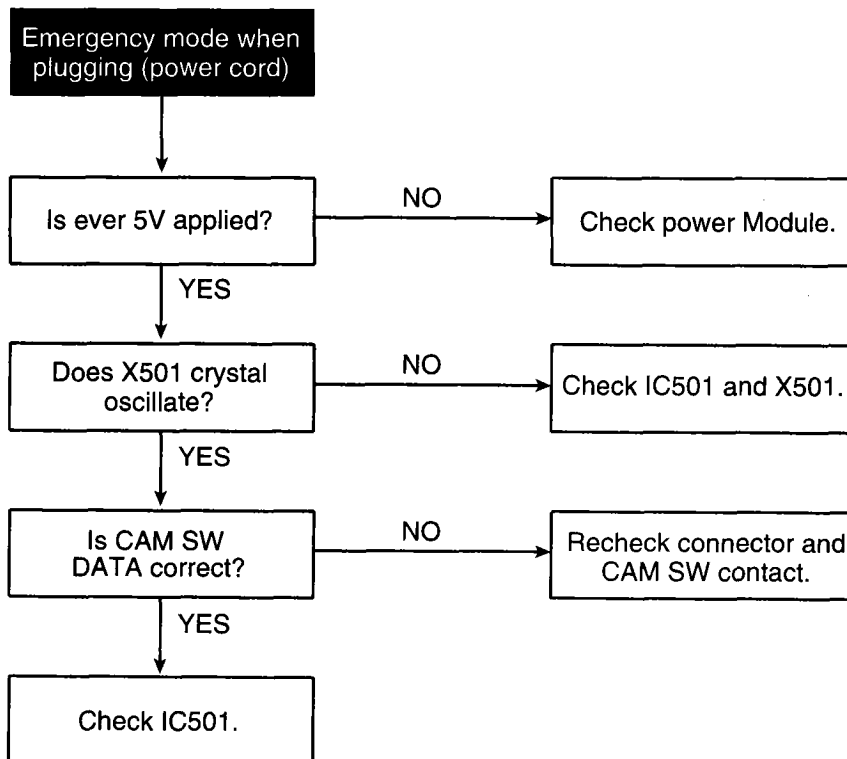 Emergency mode when
plugging (power cord)
Is ever 5V applied?
NO
Check power Module.
YES
Does X501 crystal
oscillate?
NO
Check IC501 and X501.
YES
Is CAM SW
DATA correct?
NO
Recheck connector and
CAM SW contact.
YES
Check IC501.